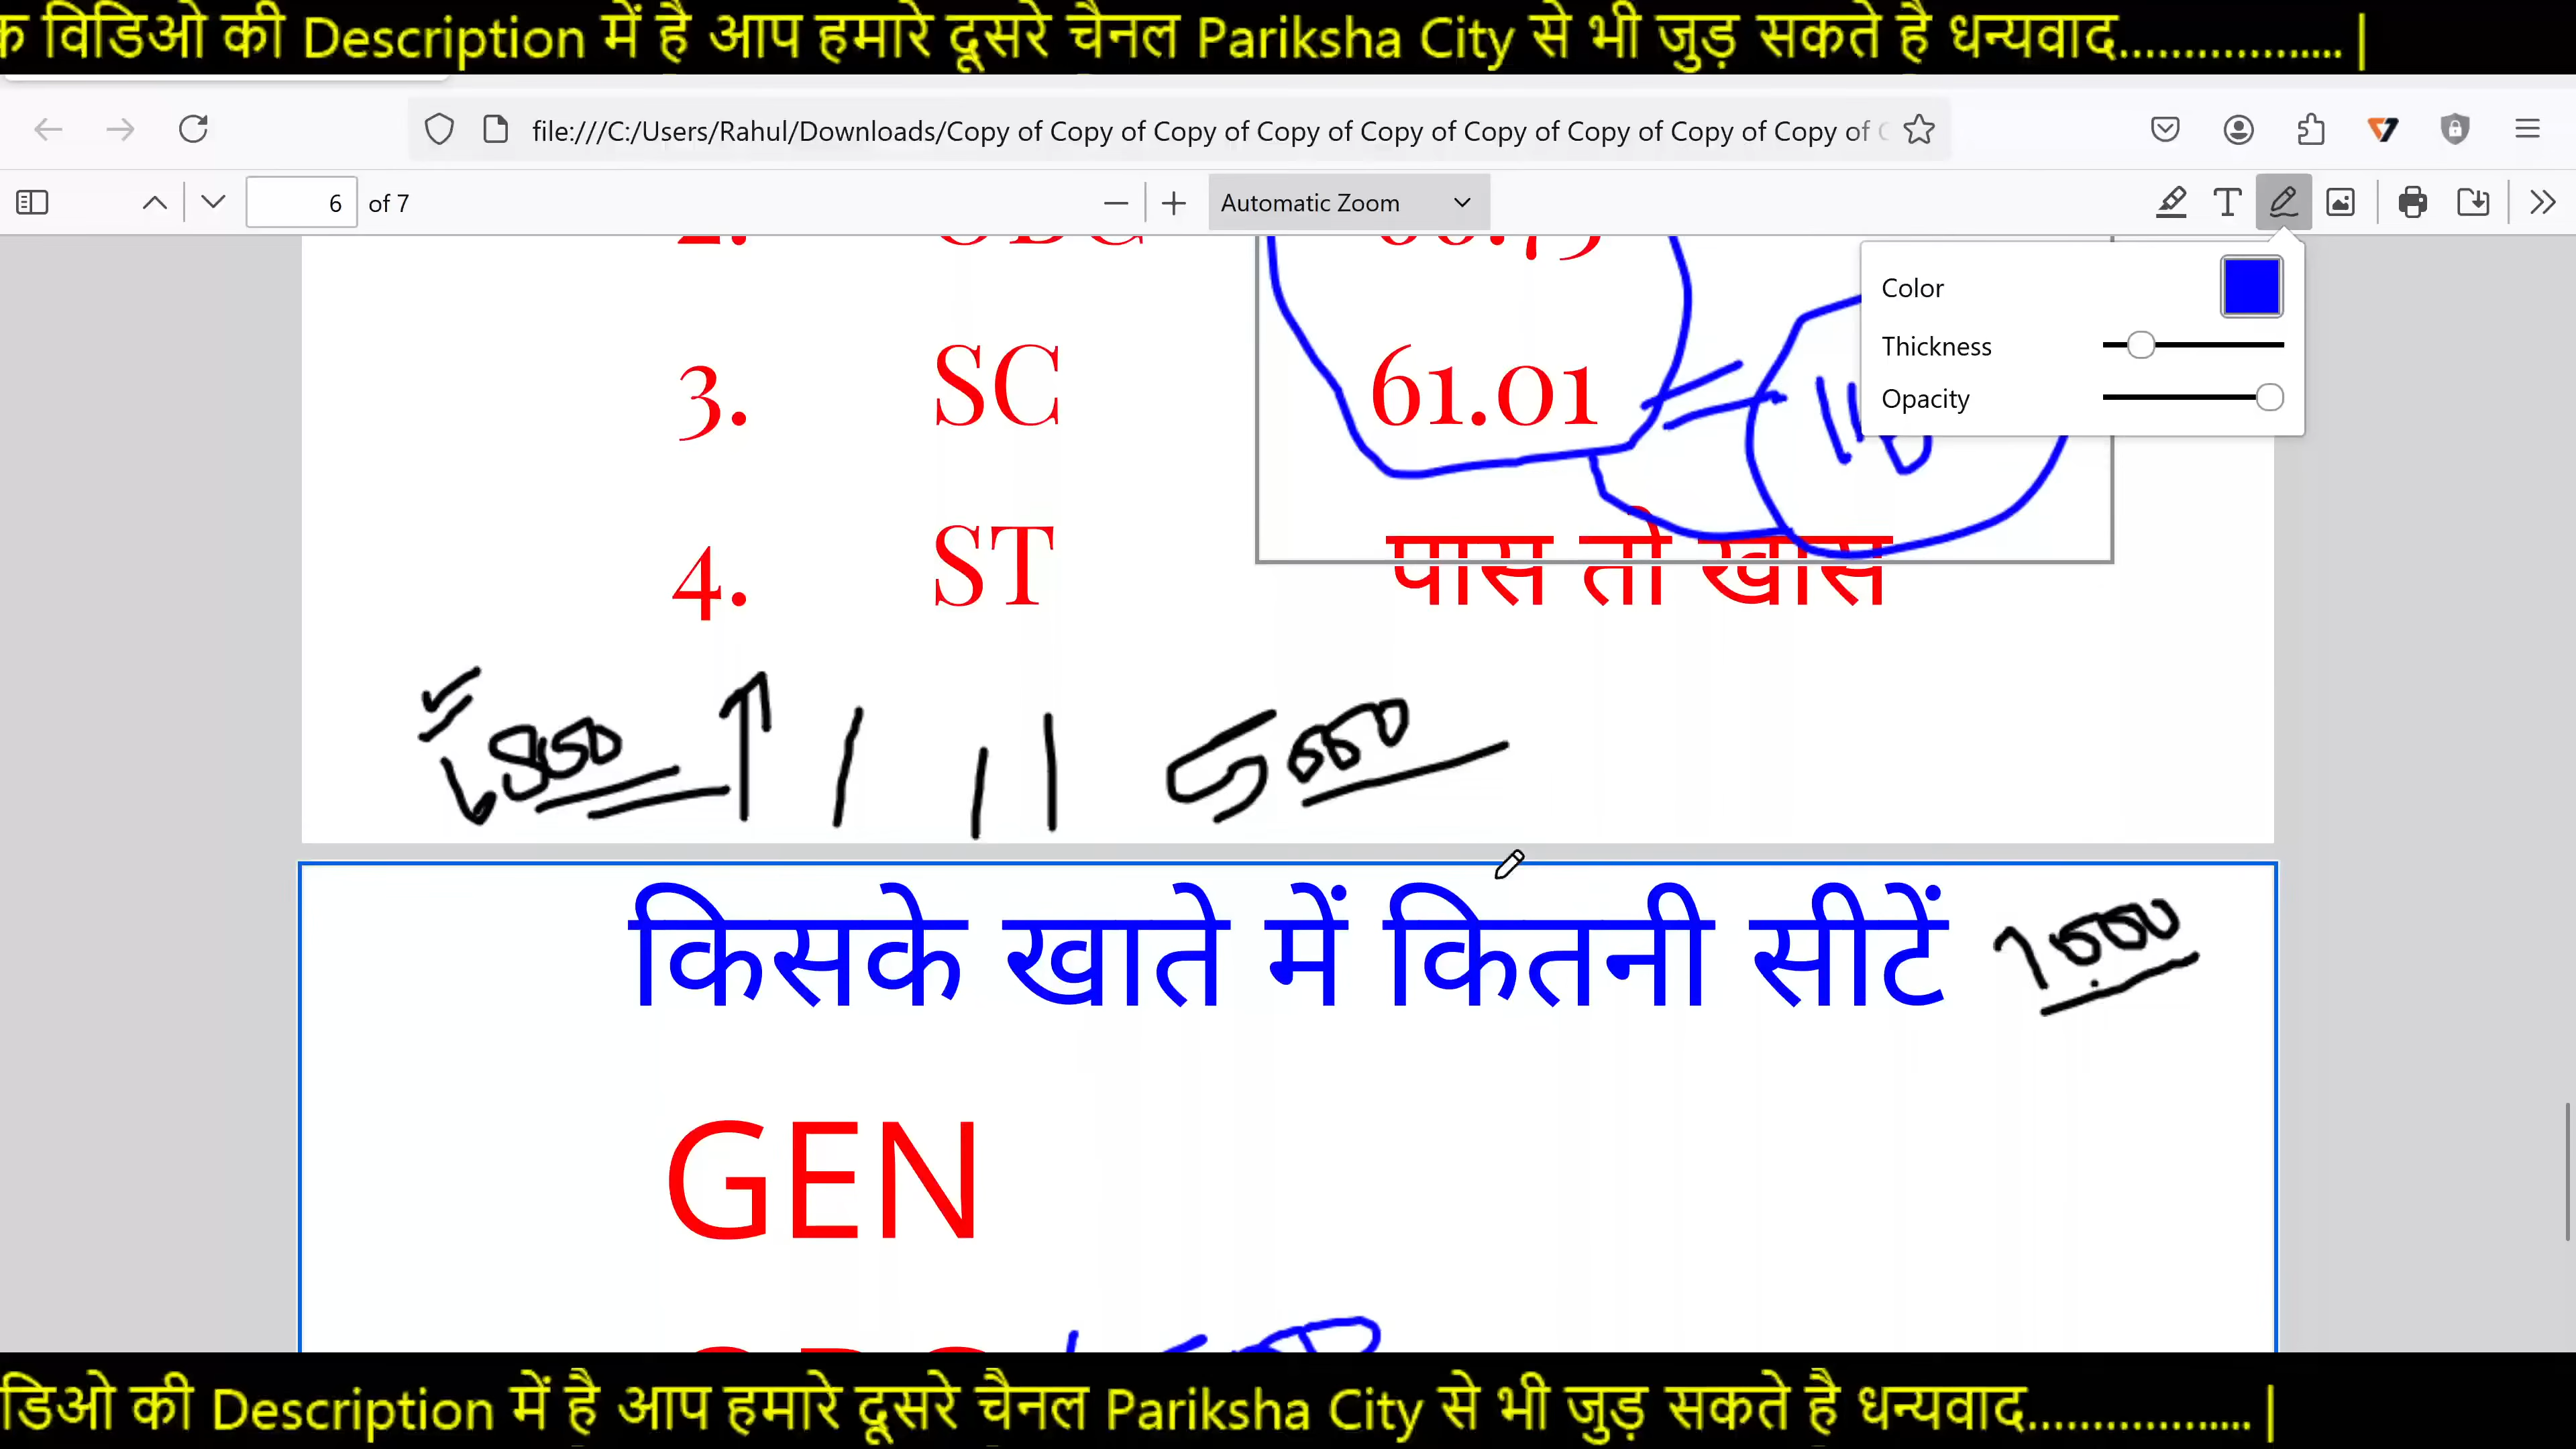 क विडिओ की Description में है आप हमारे दूसरे चैनल Pariksha City से भी जुड़ सकते है धन्यवाद.................... |
file:///C:/Users/Rahul/Downloads/Copy of Copy of Copy of Copy of Copy of Copy of Copy of Copy of Copy of
6 of 7
Automatic Zoom
Color
Thickness
Opacity
3. SC 61.01
4. ST पास तो खास
5000
किसके खाते में कितनी सीटें
GEN
डिओ की Description में है आप हमारे दूसरे चैनल Pariksha City से भी जुड़ सकते है धन्यवाद.................... |